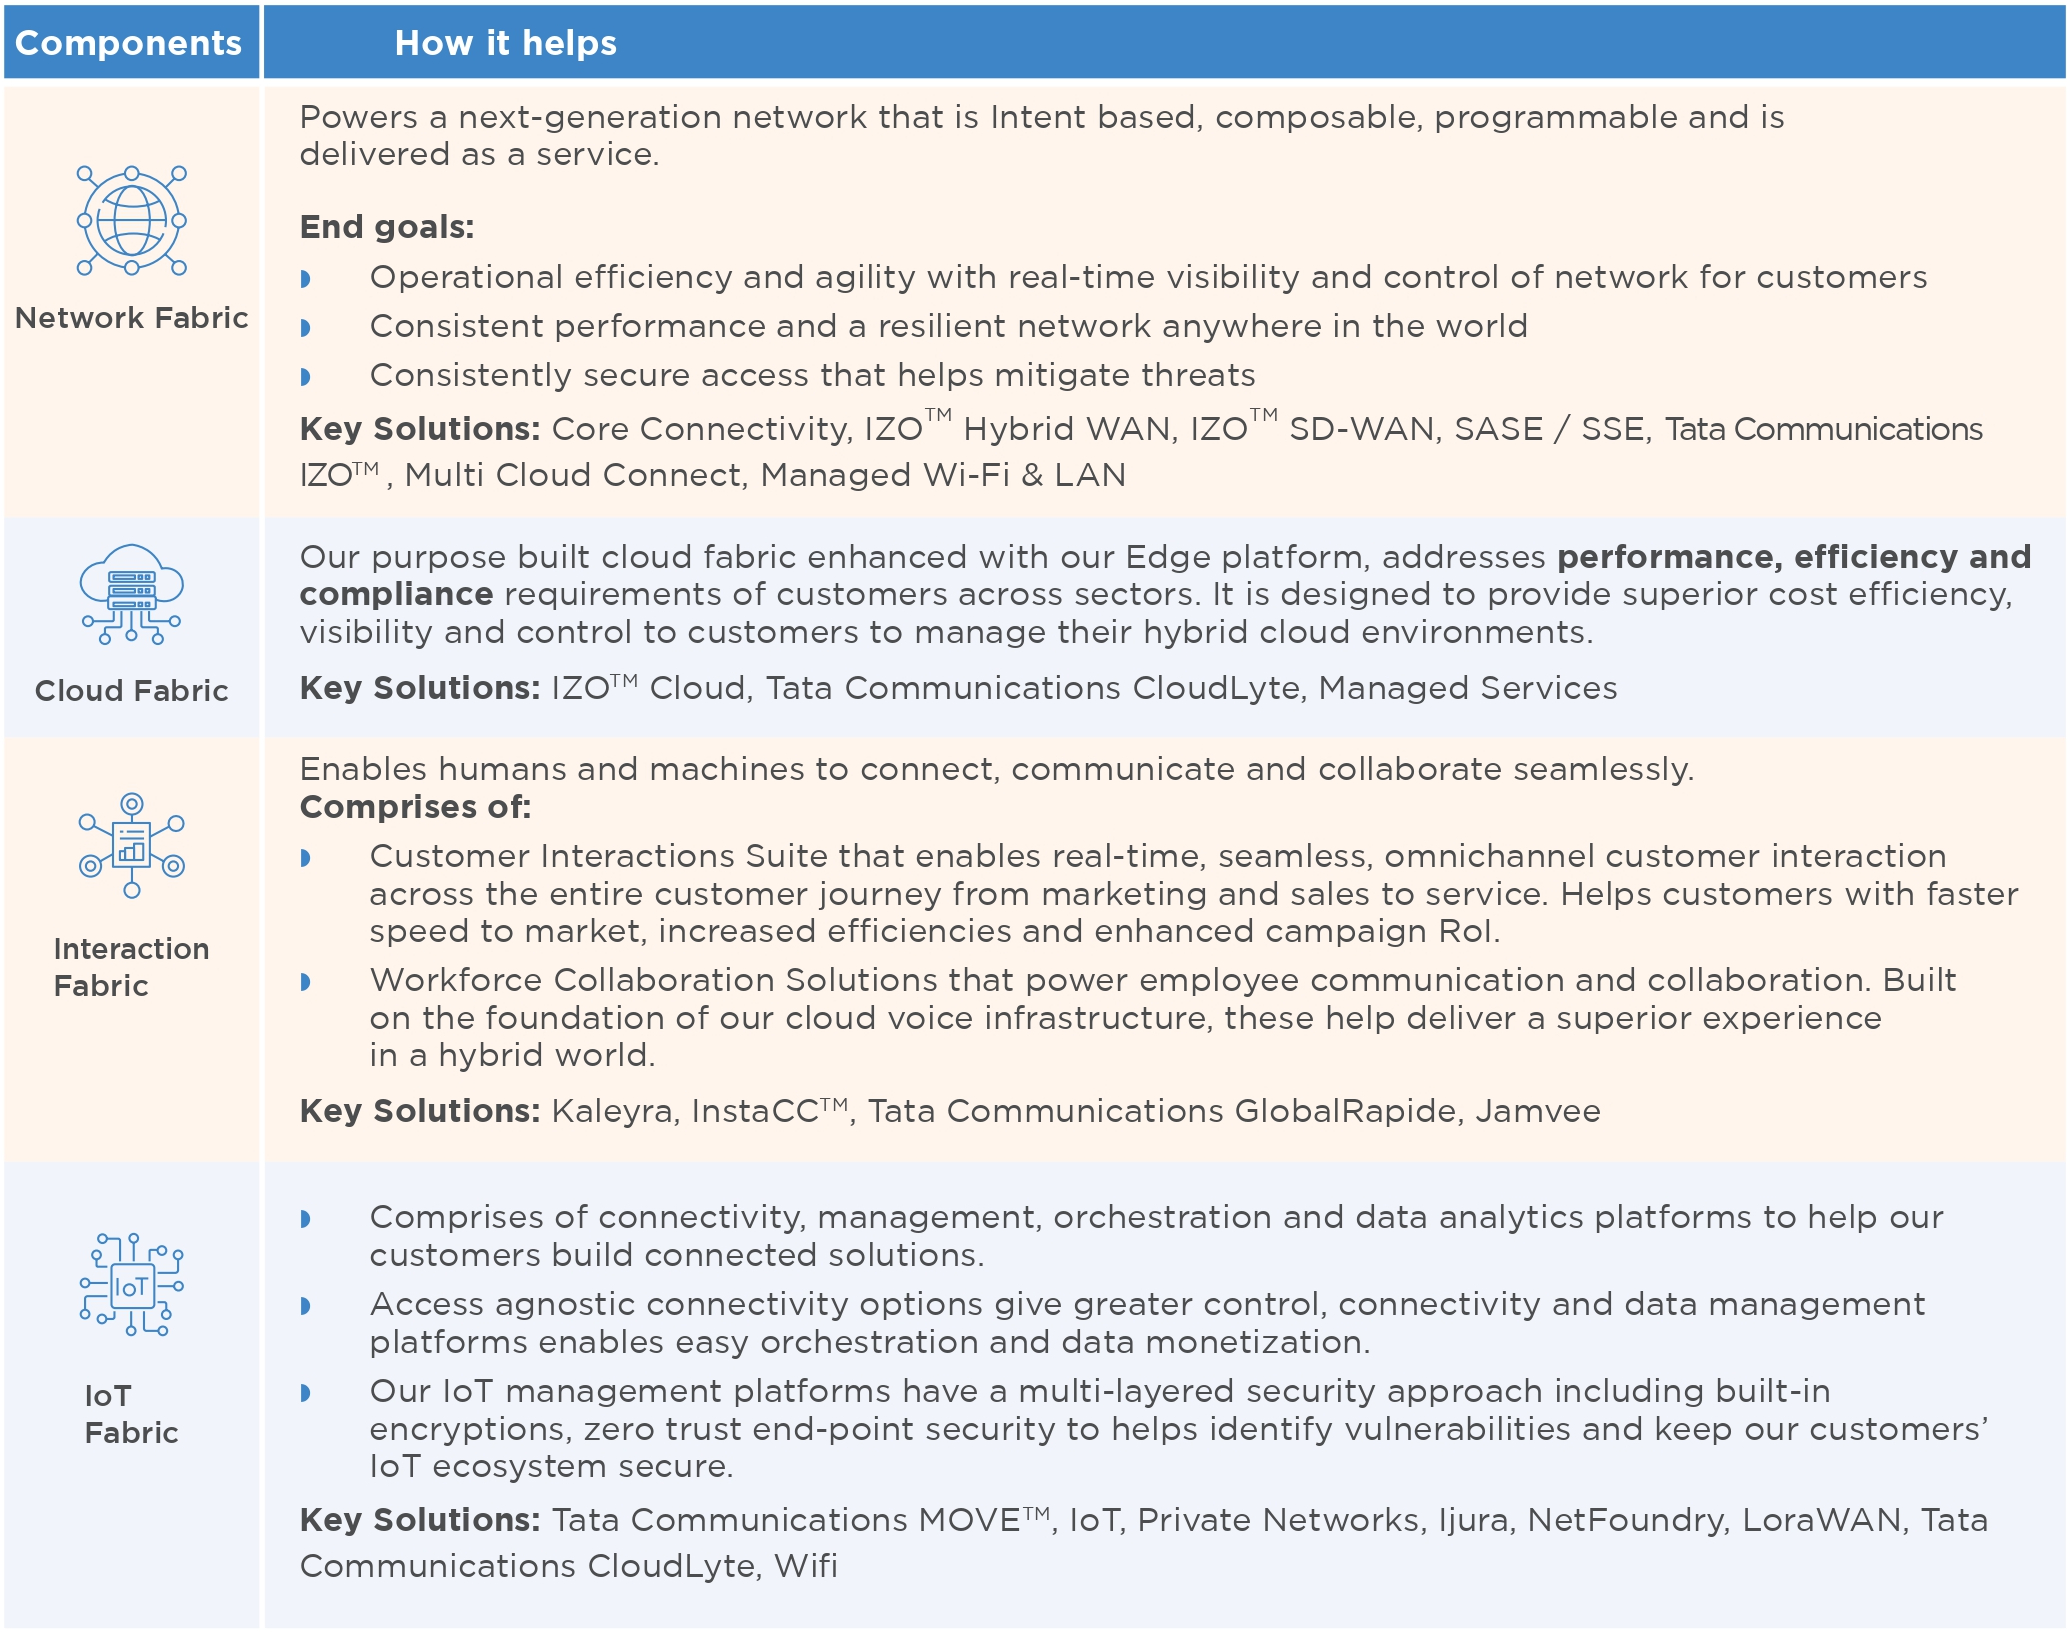 Components
How it helps
Network Fabric
Powers a next-generation network that is Intent based, composable, programmable and is
delivered as a service.
End goals:
Operational efficiency and agility with real-time visibility and control of network for customers
Consistent performance and a resilient network anywhere in the world
Consistently secure access that helps mitigate threats
Key Solutions: Core Connectivity, IZO™ Hybrid WAN, IZO™ SD-WAN, SASE / SSE, Tata Communications
IZO™ , Multi Cloud Connect, Managed Wi-Fi & LAN
Cloud Fabric
Our purpose built cloud fabric enhanced with our Edge platform, addresses performance, efficiency and
compliance requirements of customers across sectors. It is designed to provide superior cost efficiency,
visibility and control to customers to manage their hybrid cloud environments.
Key Solutions: IZO™ Cloud, Tata Communications CloudLyte, Managed Services
Interaction
Fabric
Enables humans and machines to connect, communicate and collaborate seamlessly.
Comprises of:
Customer Interactions Suite that enables real-time, seamless, omnichannel customer interaction
across the entire customer journey from marketing and sales to service. Helps customers with faster
speed to market, increased efficiencies and enhanced campaign RoI.
Workforce Collaboration Solutions that power employee communication and collaboration. Built
on the foundation of our cloud voice infrastructure, these help deliver a superior experience
in a hybrid world.
Key Solutions: Kaleyra, InstaCC™, Tata Communications GlobalRapide, Jamvee
IoT
IoT
Fabric
Comprises of connectivity, management, orchestration and data analytics platforms to help our
customers build connected solutions.
Access agnostic connectivity options give greater control, connectivity and data management
platforms enables easy orchestration and data monetization.
Our IoT management platforms have a multi-layered security approach including built-in
encryptions, zero trust end-point security to helps identify vulnerabilities and keep our customers’
IoT ecosystem secure.
Key Solutions: Tata Communications MOVE™, IoT, Private Networks, Ijura, NetFoundry, LoraWAN, Tata
Communications CloudLyte, Wifi